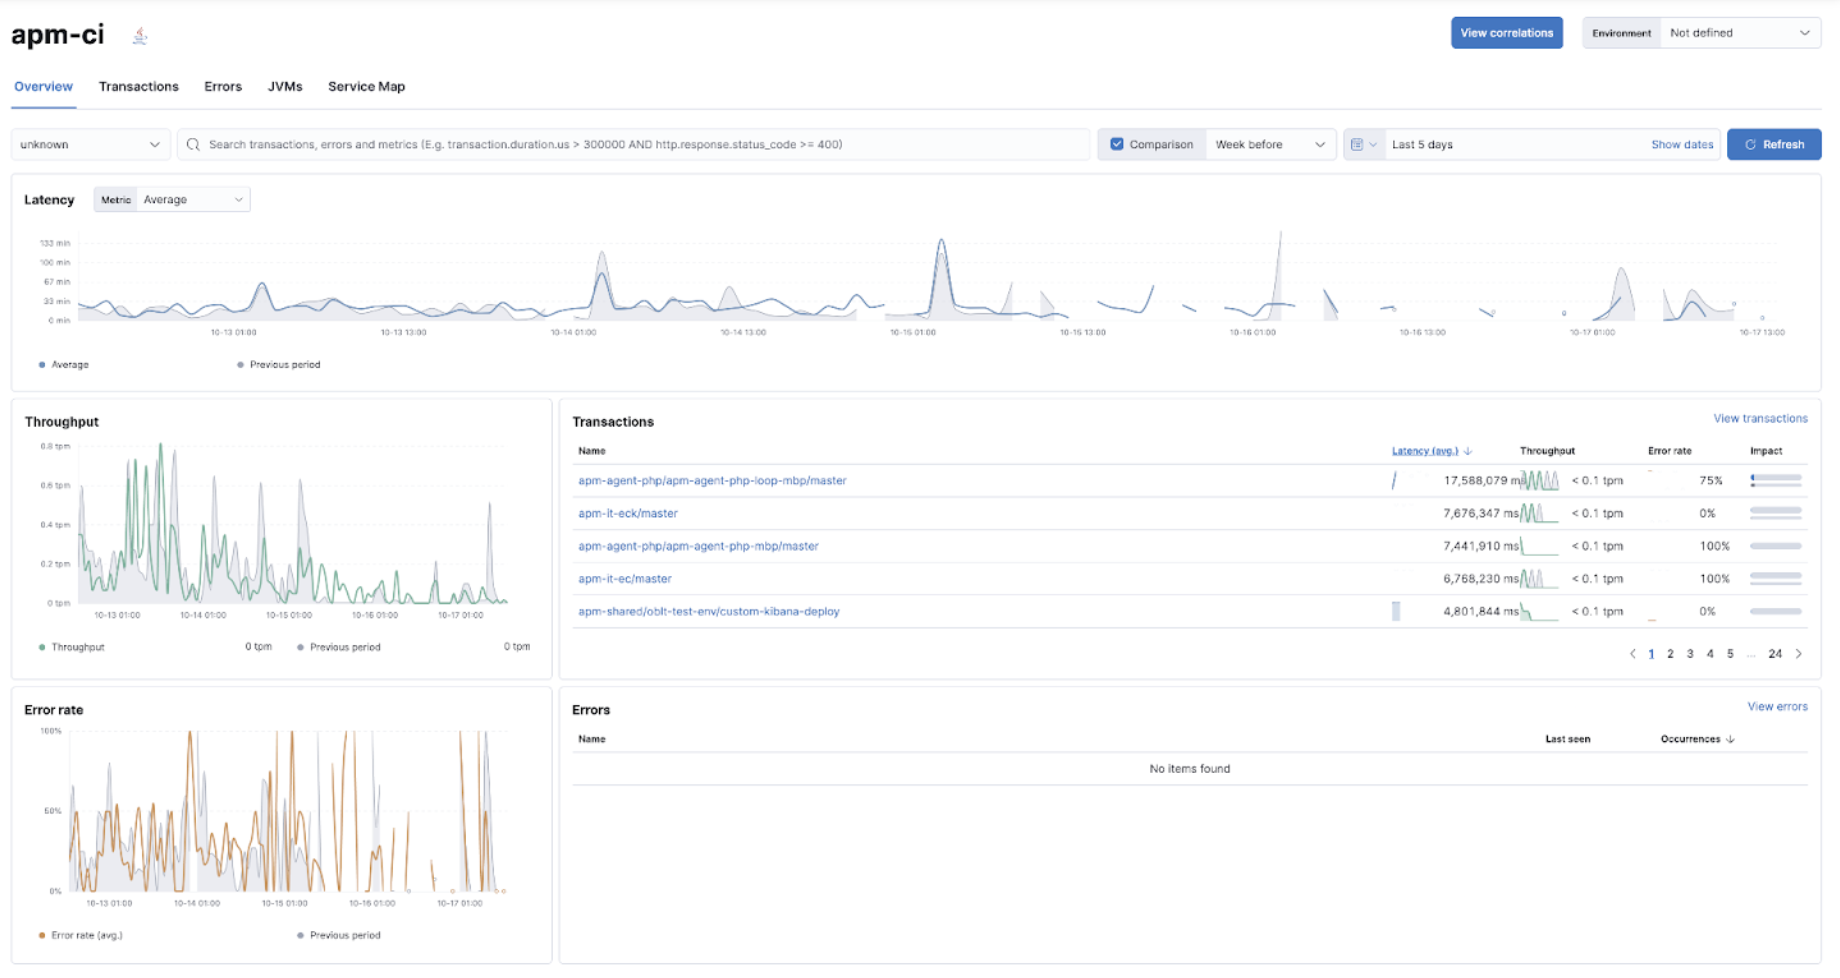 apm-ci
View correlations
Environment Not defined
Overview Transactions Errors JVMs Service Map
unknown
Search transactions, errors and metrics (E.g. transaction.duration.us > 300000 AND http.response.status_code >= 400)
Comparison Week before
Last 5 days Show dates
Refresh
Latency Metric Average
133 min
100 min
67 min
33 min
0 min
10-13 01:00 10-13 13:00 10-14 01:00 10-14 13:00 10-15 01:00 10-15 13:00 10-16 01:00 10-16 13:00 10-17 01:00 10-17 13:00
Average Previous period
Throughput
0.8 tpm
0.6 tpm
0.4 tpm
0.2 tpm
0 tpm
10-13 01:00 10-14 01:00 10-15 01:00 10-16 01:00 10-17 01:00
Throughput 0 tpm Previous period 0 tpm
Transactions View transactions
Name Latency (avg.) Throughput Error rate Impact
apm-agent-php/apm-agent-php-loop-mbp/master 17,588,079 ms < 0.1 tpm 75%
apm-it-eck/master 7,676,347 ms < 0.1 tpm 0%
apm-agent-php/apm-agent-php-mbp/master 7,441,910 ms < 0.1 tpm 100%
apm-it-ec/master 6,768,230 ms < 0.1 tpm 100%
apm-shared/oblt-test-env/custom-kibana-deploy 4,801,844 ms < 0.1 tpm 0%
1 2 3 4 5 ... 24
Error rate
100%
50%
0%
10-13 01:00 10-14 01:00 10-15 01:00 10-16 01:00 10-17 01:00
Error rate (avg.) Previous period
Errors View errors
Name Last seen Occurrences
No items found